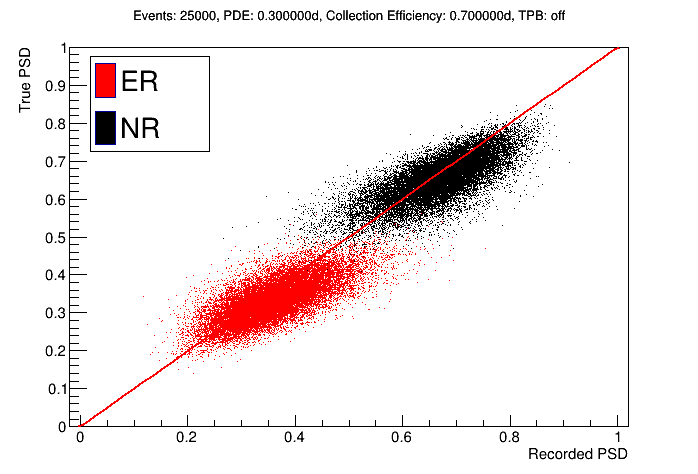 Events: 25000, PDE: 0.300000d, Collection Efficiency: 0.700000d, TPB: off
True PSD
1
0.9
0.8
0.7
0.6
0.5
0.4
0.3
0.2
0.1
0
ER
NR
0 0.2 0.4 0.6 0.8 1
Recorded PSD